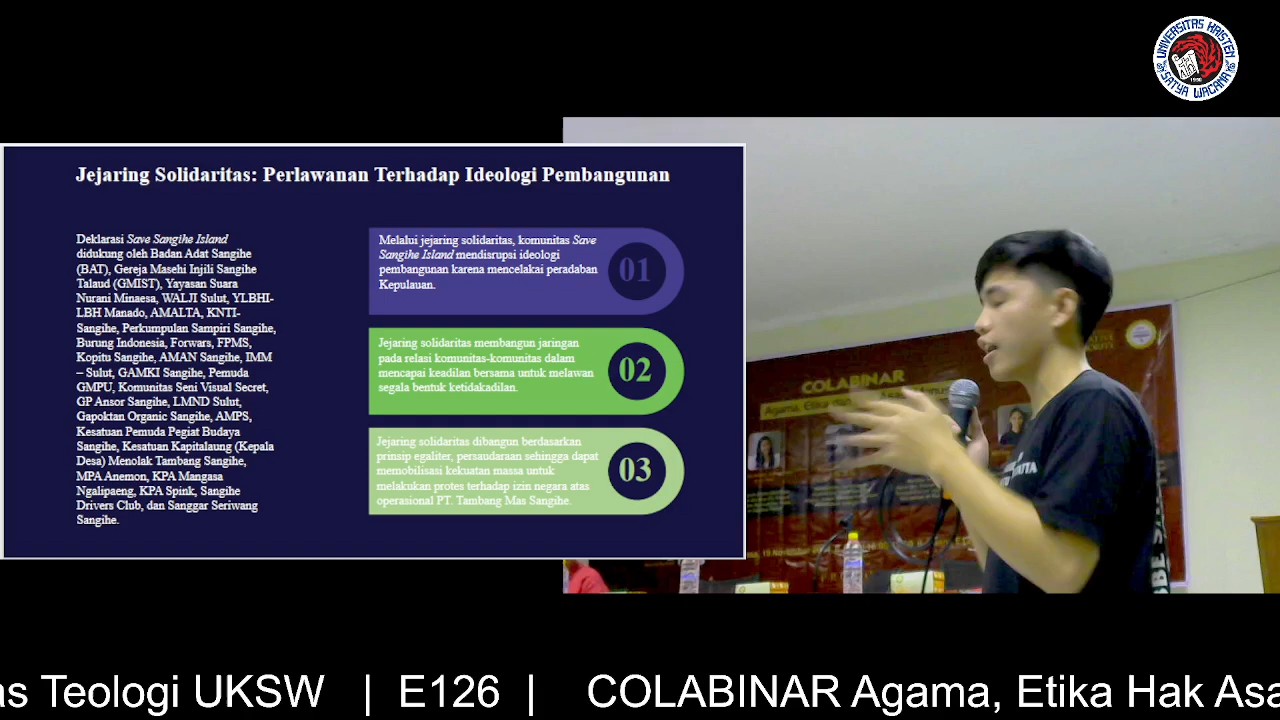 UNIVERSITAS KRISTEN
SATYA WACANA
1956
Jejaring Solidaritas: Perlawanan Terhadap Ideologi Pembangunan
Deklarasi Save Sangihe Island
didukung oleh Badan Adat Sangihe
(BAT), Gereja Masehi Injili Sangihe
Talaud (GMIST), Yayasan Suara
Nurani Minaesa, WALJI Sulut, YLBHI-
LBH Manado, AMALTA, KNTI-
Sangihe, Perkumpulan Sampiri Sangihe,
Burung Indonesia, Forwars, FPMS,
Kopitu Sangihe, AMAN Sangihe, IMM
– Sulut, GAMKI Sangihe, Pemuda
GMPU, Komunitas Seni Visual Secret,
GP Ansor Sangihe, LMND Sulut,
Gapoktan Organic Sangihe, AMPS,
Kesatuan Pemuda Pegiat Budaya
Sangihe, Kesatuan Kapitalaung (Kepala
Desa) Menolak Tambang Sangihe,
MPA Anemon, KPA Mangasa
Ngalipaeng, KPA Spink, Sangihe
Drivers Club, dan Sanggar Seriwang
Sangihe.
Melalui jejaring solidaritas, komunitas Save
Sangihe Island mendisrupsi ideologi
pembangunan karena mencelakai peradaban
Kepulauan.
01
Jejaring solidaritas membangun jaringan
pada relasi komunitas-komunitas dalam
mencapai keadilan bersama untuk melawan
segala bentuk ketidakadilan.
02
Jejaring solidaritas dibangun berdasarkan
prinsip egaliter, persaudaraan sehingga dapat
memobilisasi kekuatan massa untuk
melakukan protes terhadap izin negara atas
operasional PT. Tambang Mas Sangihe.
03
COLABINAR
Agama, Etika
as Teologi UKSW | E126 | COLABINAR Agama, Etika Hak Asa